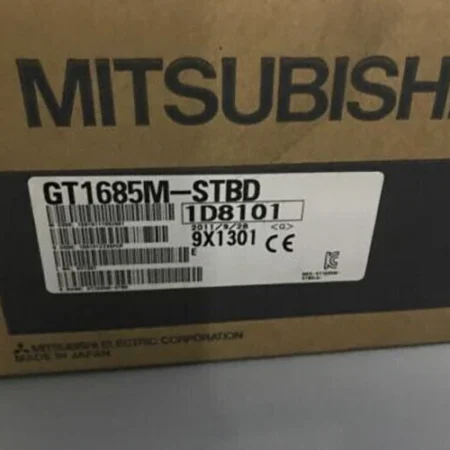 MITSUBISHI
GT1685M-STBD
1D8101
2011/9/28 <G>
9X1301 CE
E
MITSUBISHI ELECTRIC CORPORATION
MADE IN JAPAN